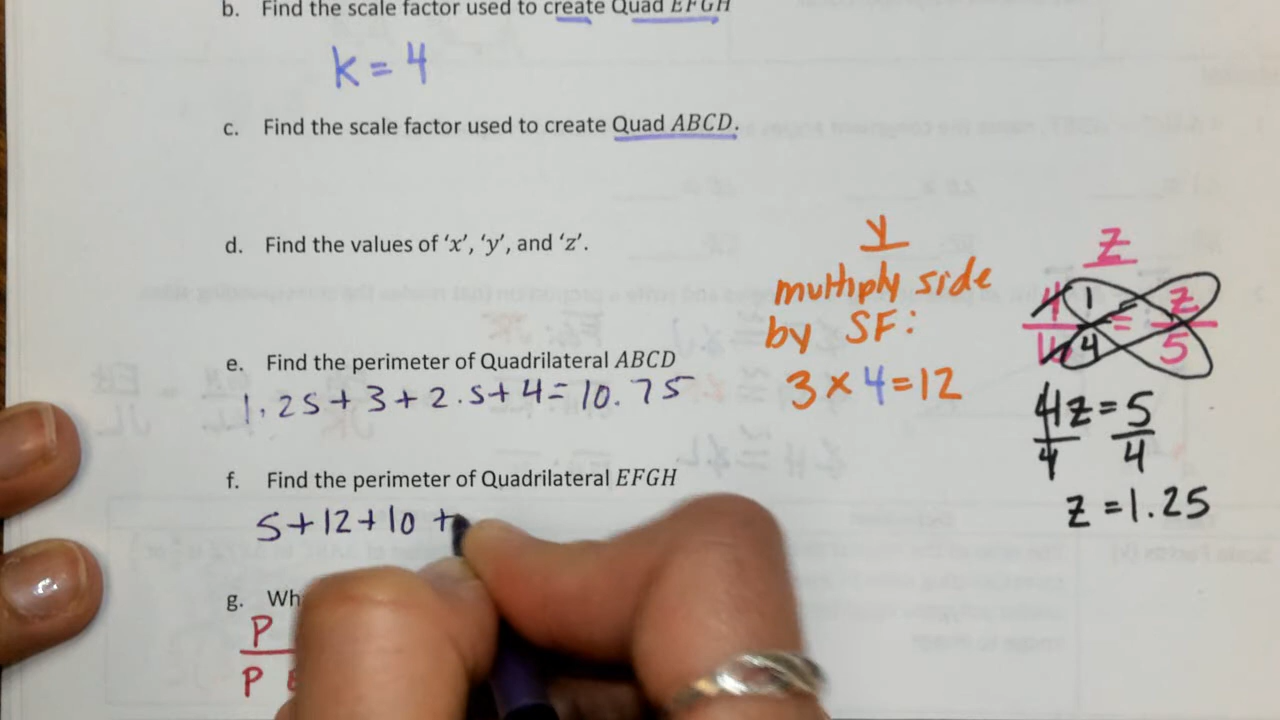 b. Find the scale factor used to create Quad EFGH
k = 4
c. Find the scale factor used to create Quad ABCD.
d. Find the values of ‘x’, ‘y’, and ‘z’.
e. Find the perimeter of Quadrilateral ABCD
1.25 + 3 + 2.5 + 4 = 10.75
f. Find the perimeter of Quadrilateral EFGH
5 + 12 + 10 +
g.
P
P
y
multiply side
by SF:
3 × 4 = 12
z
4 1 = z
16 4 5
4z = 5
4 4
z = 1.25